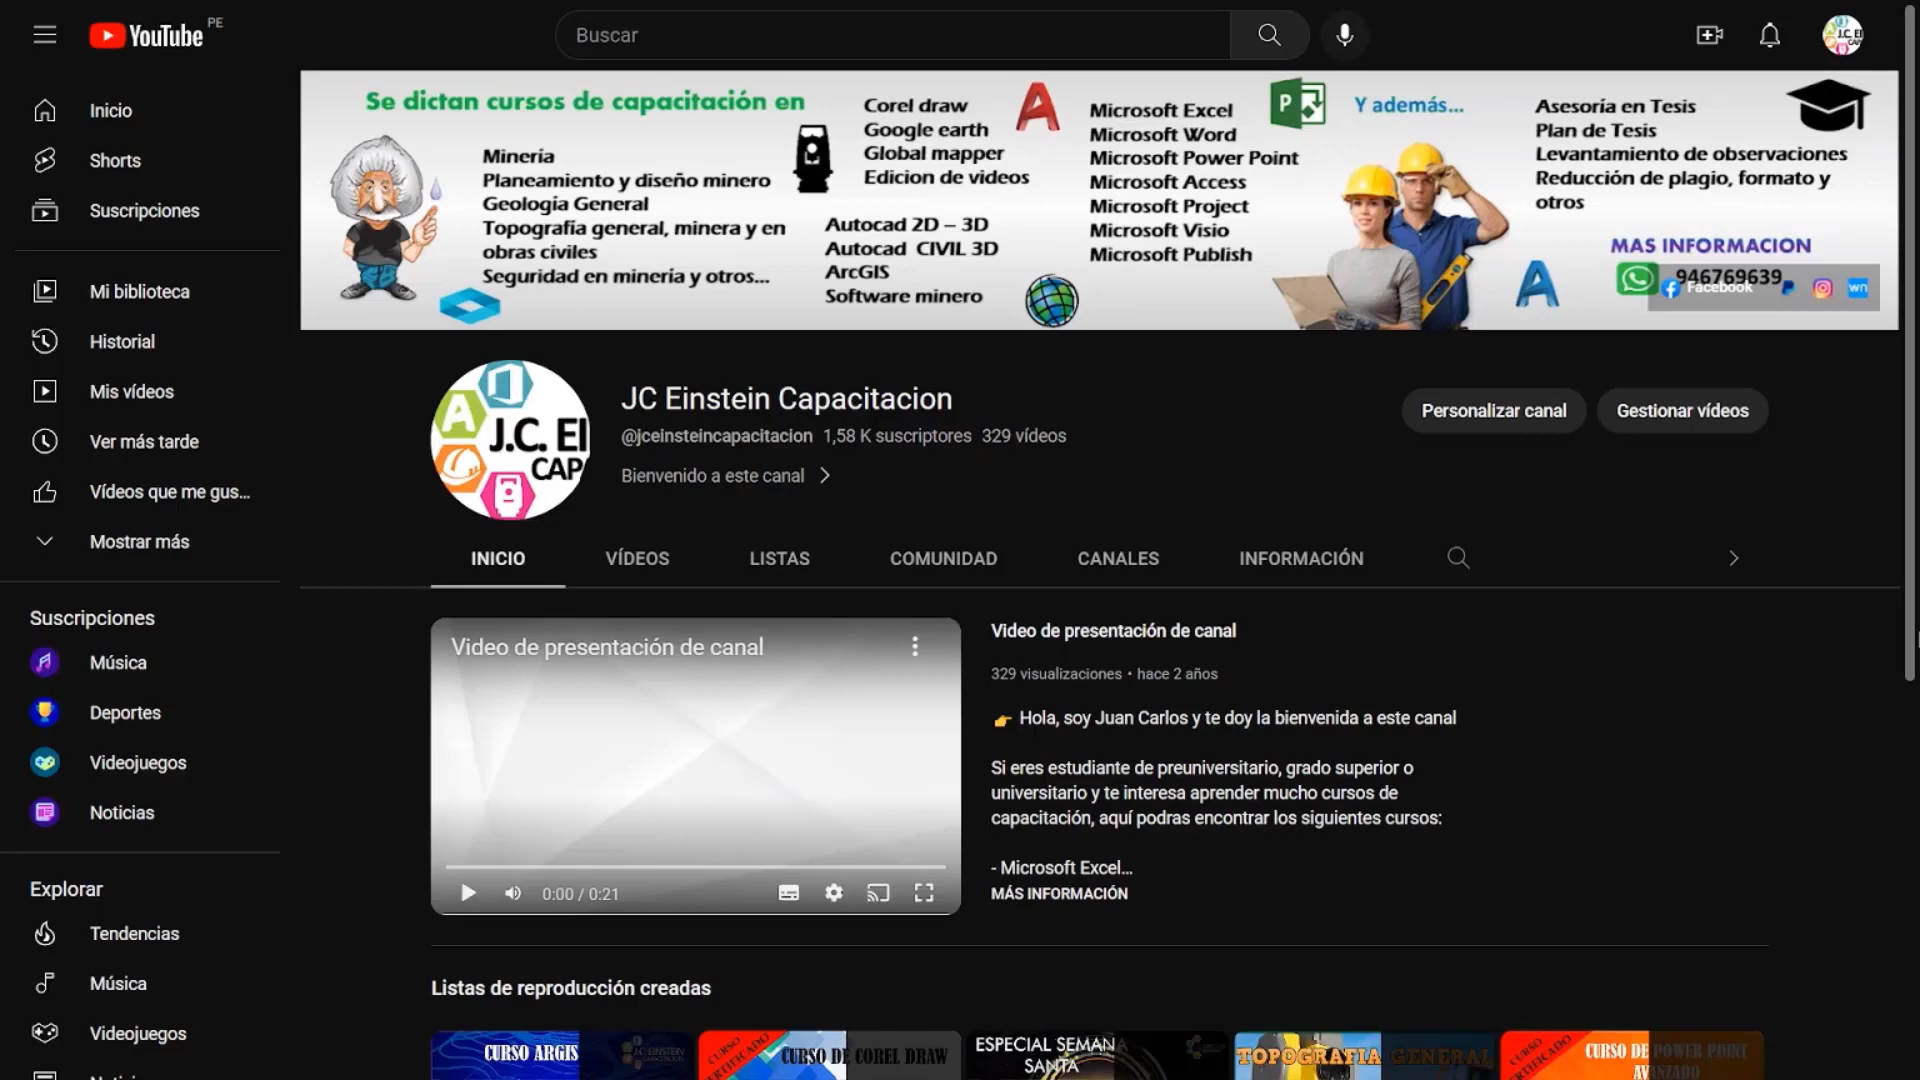 YouTube PE
Buscar
Inicio
Shorts
Suscripciones
Mi biblioteca
Historial
Mis vídeos
Ver más tarde
Vídeos que me gus...
Mostrar más
Suscripciones
Música
Deportes
Videojuegos
Noticias
Explorar
Tendencias
Música
Videojuegos
Se dictan cursos de capacitación en
Mineria
Planeamiento y diseño minero
Geología General
Topografía general, minera y en
obras civiles
Seguridad en mineria y otros...
Corel draw
Google earth
Global mapper
Edicion de videos
Autocad 2D – 3D
Autocad CIVIL 3D
ArcGIS
Software minero
Microsoft Excel
Microsoft Word
Microsoft Power Point
Microsoft Access
Microsoft Project
Microsoft Visio
Microsoft Publish
Y además...
Asesoría en Tesis
Plan de Tesis
Levantamiento de observaciones
Reducción de plagio, formato y
otros
MAS INFORMACION
946769639
Facebook
J.C. EI
CAP
JC Einstein Capacitacion
@jceinsteincapacitacion 1,58 K suscriptores 329 vídeos
Bienvenido a este canal
Personalizar canal
Gestionar vídeos
INICIO
VÍDEOS
LISTAS
COMUNIDAD
CANALES
INFORMACIÓN
Video de presentación de canal
0:00 / 0:21
Video de presentación de canal
329 visualizaciones • hace 2 años
Hola, soy Juan Carlos y te doy la bienvenida a este canal
Si eres estudiante de preuniversitario, grado superior o
universitario y te interesa aprender mucho cursos de
capacitación, aquí podras encontrar los siguientes cursos:
- Microsoft Excel...
MÁS INFORMACIÓN
Listas de reproducción creadas
CURSO ARGIS
CURSO
CURSO DE COREL DRAW
ESPECIAL SEMANA
SANTA
TOPOGRAFIA GENERAL
CURSO
CURSO DE POWER POINT
AVANZADO